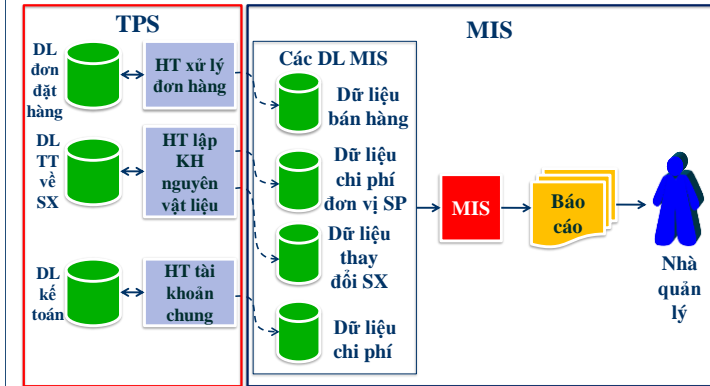 TPS
MIS
DL
đơn
đặt
hàng
HT xử lý
đơn hàng
DL
TT
về
SX
HT lập
KH
nguyên
vật liệu
DL
kế
toán
HT tài
khoản
chung
Các DL MIS
Dữ liệu
bán hàng
Dữ liệu
chi phí
đơn vị SP
Dữ liệu
thay
đổi SX
Dữ liệu
chi phí
MIS
Báo
cáo
Nhà
quản
lý